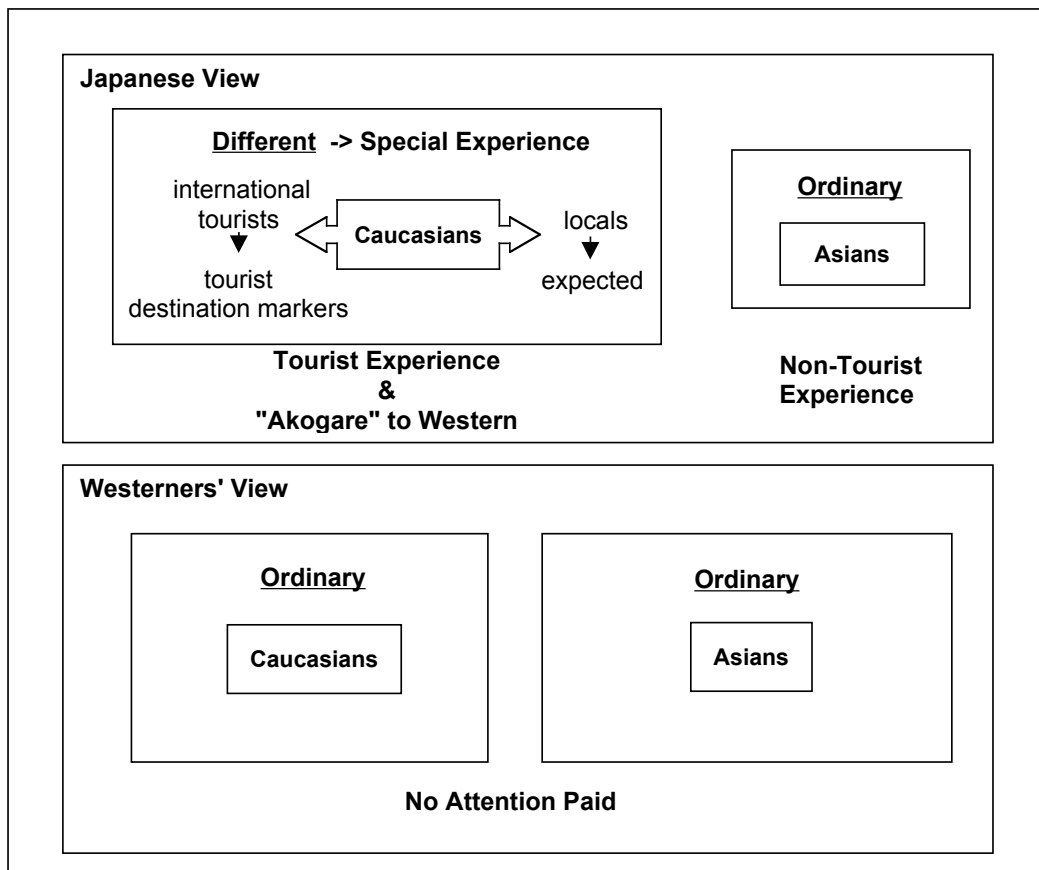 Japanese View
Different -> Special Experience
international
tourists
tourist
destination markers
Caucasians
locals
expected
Tourist Experience
&
"Akogare" to Western
Ordinary
Asians
Non-Tourist
Experience
Westerners' View
Ordinary
Caucasians
Ordinary
Asians
No Attention Paid